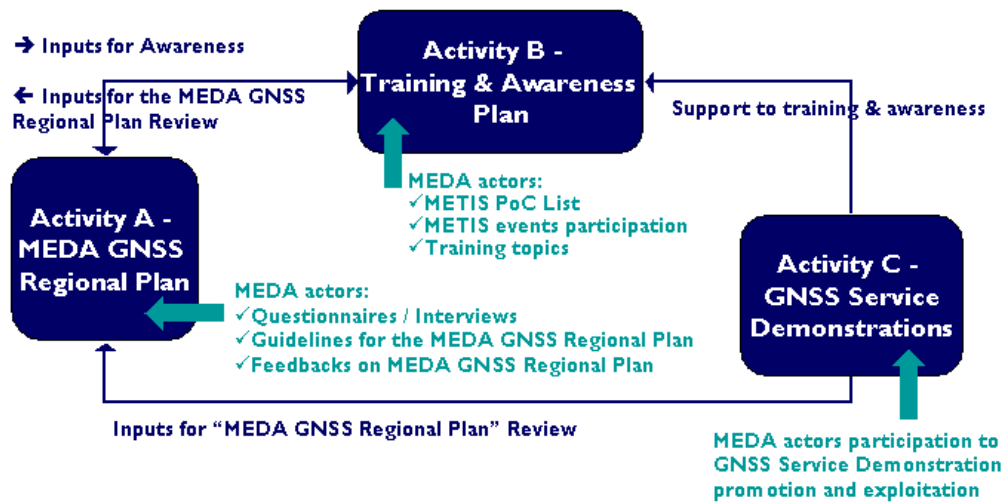 → Inputs for Awareness
← Inputs for the MEDA GNSS
Regional Plan Review
Activity B -
Training & Awareness
Plan
Support to training & awareness
MEDA actors:
✓METIS PoC List
✓METIS events participation
✓Training topics
Activity A -
MEDA GNSS
Regional Plan
MEDA actors:
✓Questionnaires / Interviews
✓Guidelines for the MEDA GNSS Regional Plan
✓Feedbacks on MEDA GNSS Regional Plan
Activity C -
GNSS Service
Demonstrations
Inputs for “MEDA GNSS Regional Plan” Review
MEDA actors participation to
GNSS Service Demonstration
promotion and exploitation